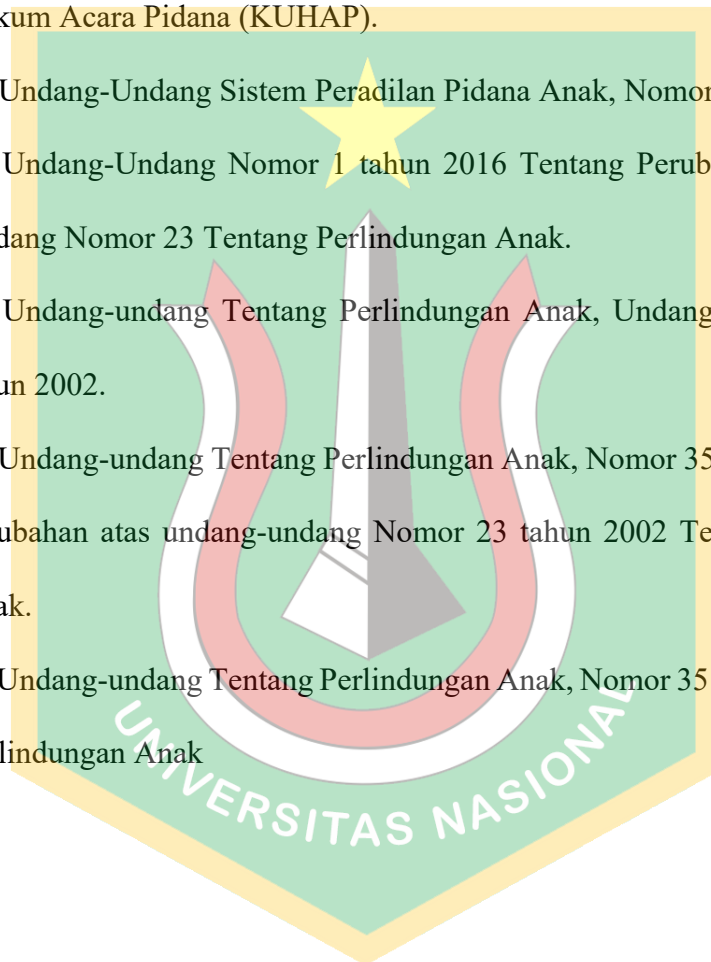 kum Acara Pidana (KUHAP).
Undang-Undang Sistem Peradilan Pidana Anak, Nomor
Undang-Undang Nomor 1 tahun 2016 Tentang Perub
dang Nomor 23 Tentang Perlindungan Anak.
Undang-undang Tentang Perlindungan Anak, Undang
un 2002.
Undang-undang Tentang Perlindungan Anak, Nomor 35
ubahan atas undang-undang Nomor 23 tahun 2002 Te
ak.
Undang-undang Tentang Perlindungan Anak, Nomor 35
lindungan Anak
UNIVERSITAS NASIONAL